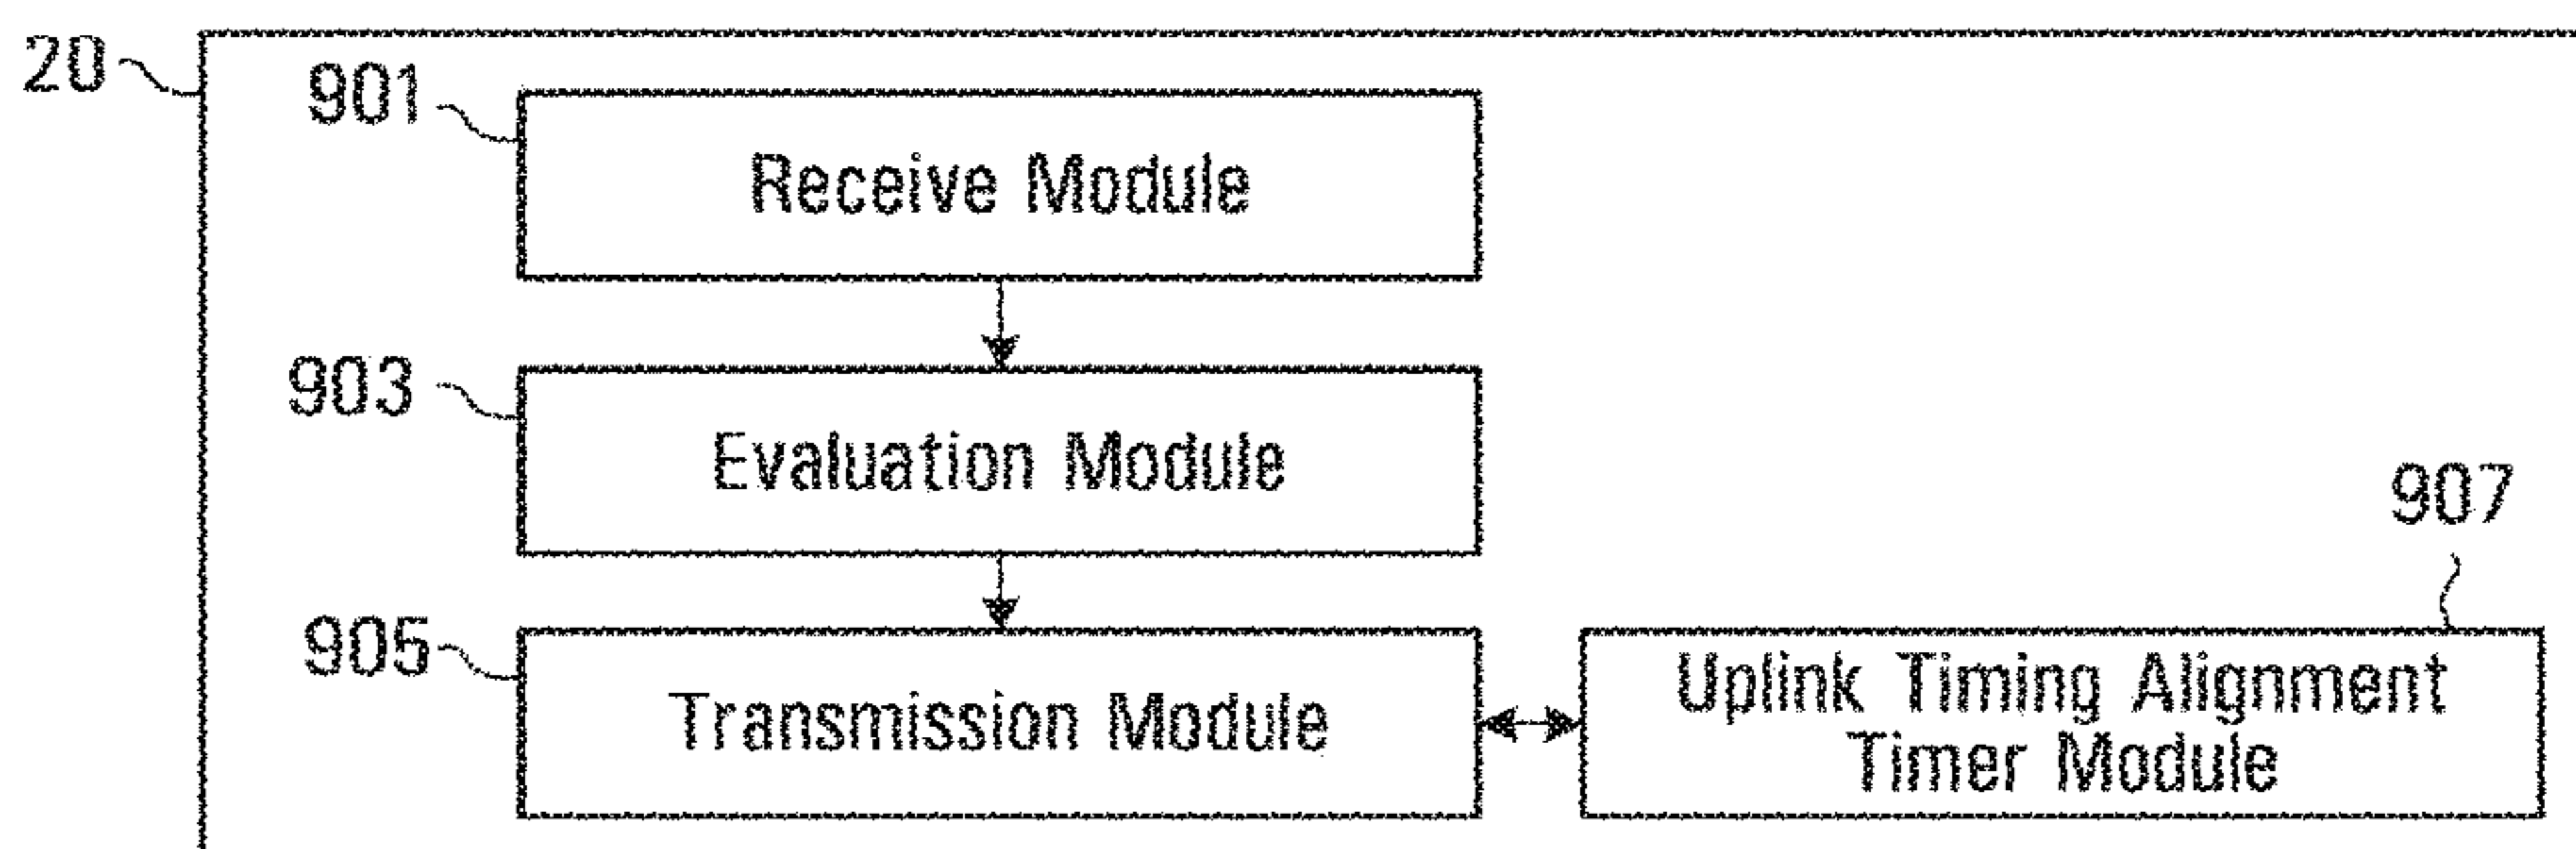 20
901
Receive Module
903
Evaluation Module
907
905
Transmission Module
Uplink Timing Alignment
Timer Module